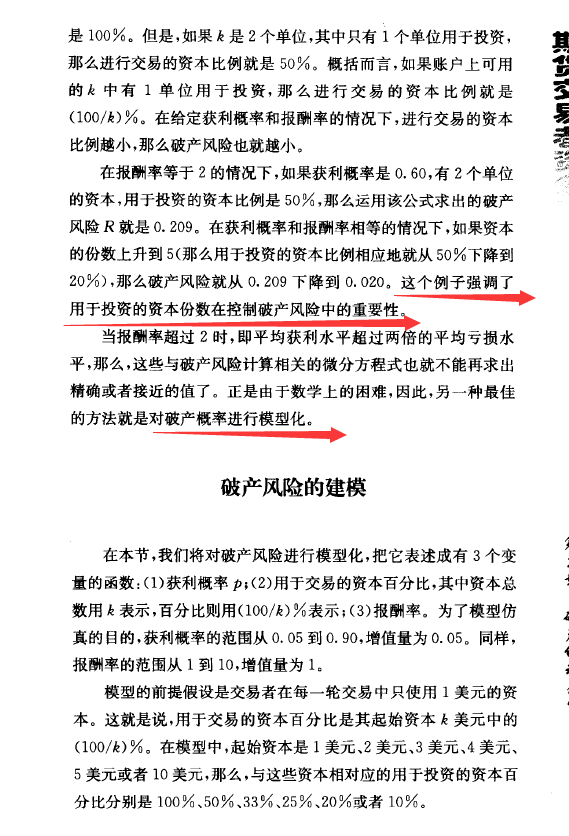 是100%。但是,如果k是2个单位,其中只有1个单位用于投资,
那么进行交易的资本比例就是50%。概括而言,如果账户上可用
的k中有1单位用于投资,那么进行交易的资本比例就是
(100/k)%。在给定获利概率和报酬率的情况下,进行交易的资本
比例越小,那么破产风险也就越小。
在报酬率等于2的情况下,如果获利概率是0.60,有2个单位
的资本,用于投资的资本比例是50%,那么运用该公式求出的破产
风险R就是0.209。在获利概率和报酬率相等的情况下,如果资本
的份数上升到5(那么用于投资的资本比例相应地就从50%下降到
20%),那么破产风险就从0.209下降到0.020。这个例子强调了
用于投资的资本份数在控制破产风险中的重要性。
当报酬率超过2时,即平均获利水平超过两倍的平均亏损水
平,那么,这些与破产风险计算相关的微分方程式也就不能再求出
精确或者接近的值了。正是由于数学上的困难,因此,另一种最佳
的方法就是对破产概率进行模型化。
破产风险的建模
在本节,我们将对破产风险进行模型化,把它表述成有3个变
量的函数:(1)获利概率p;(2)用于交易的资本百分比,其中资本总
数用k表示,百分比则用(100/k)%表示;(3)报酬率。为了模型仿
真的目的,获利概率的范围从0.05到0.90,增值量为0.05。同样,
报酬率的范围从1到10,增值量为1。
模型的前提假设是交易者在每一轮交易中只使用1美元的资
本。这就是说,用于交易的资本百分比是其起始资本k美元中的
(100/k)%。在模型中,起始资本是1美元、2美元、3美元、4美元、
5美元或者10美元,那么,与这些资本相对应的用于投资的资本百
分比分别是100%、50%、33%、25%、20%或者10%。
期货交易者